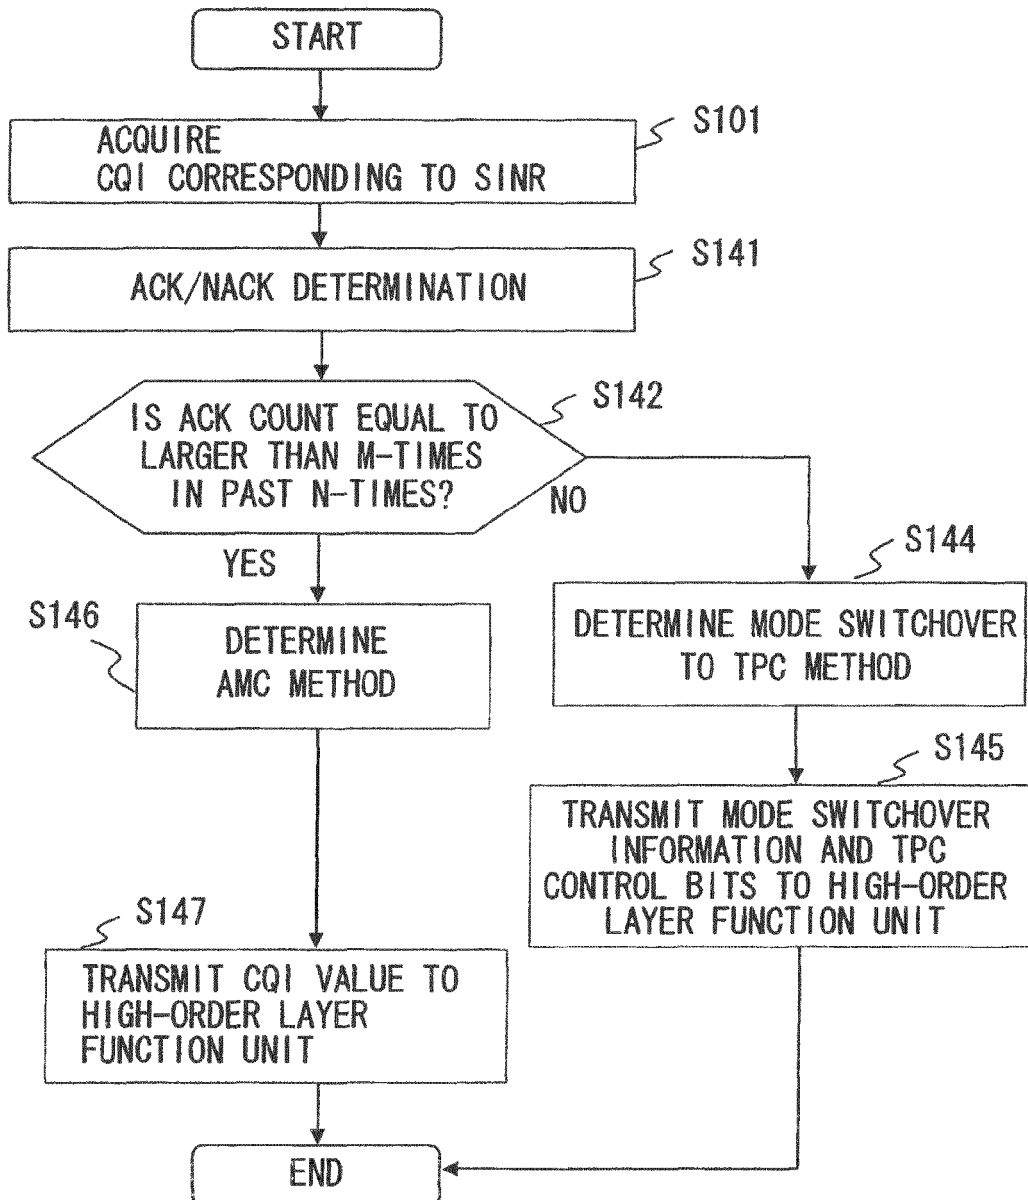 START
S101
ACQUIRE
CQI CORRESPONDING TO SINR
S141
ACK/NACK DETERMINATION
S142
IS ACK COUNT EQUAL TO
LARGER THAN M-TIMES
IN PAST N-TIMES?
NO
YES
S144
DETERMINE MODE SWITCHOVER
TO TPC METHOD
S146
DETERMINE
AMC METHOD
S145
TRANSMIT MODE SWITCHOVER
INFORMATION AND TPC
CONTROL BITS TO HIGH-ORDER
LAYER FUNCTION UNIT
S147
TRANSMIT CQI VALUE TO
HIGH-ORDER LAYER
FUNCTION UNIT
END